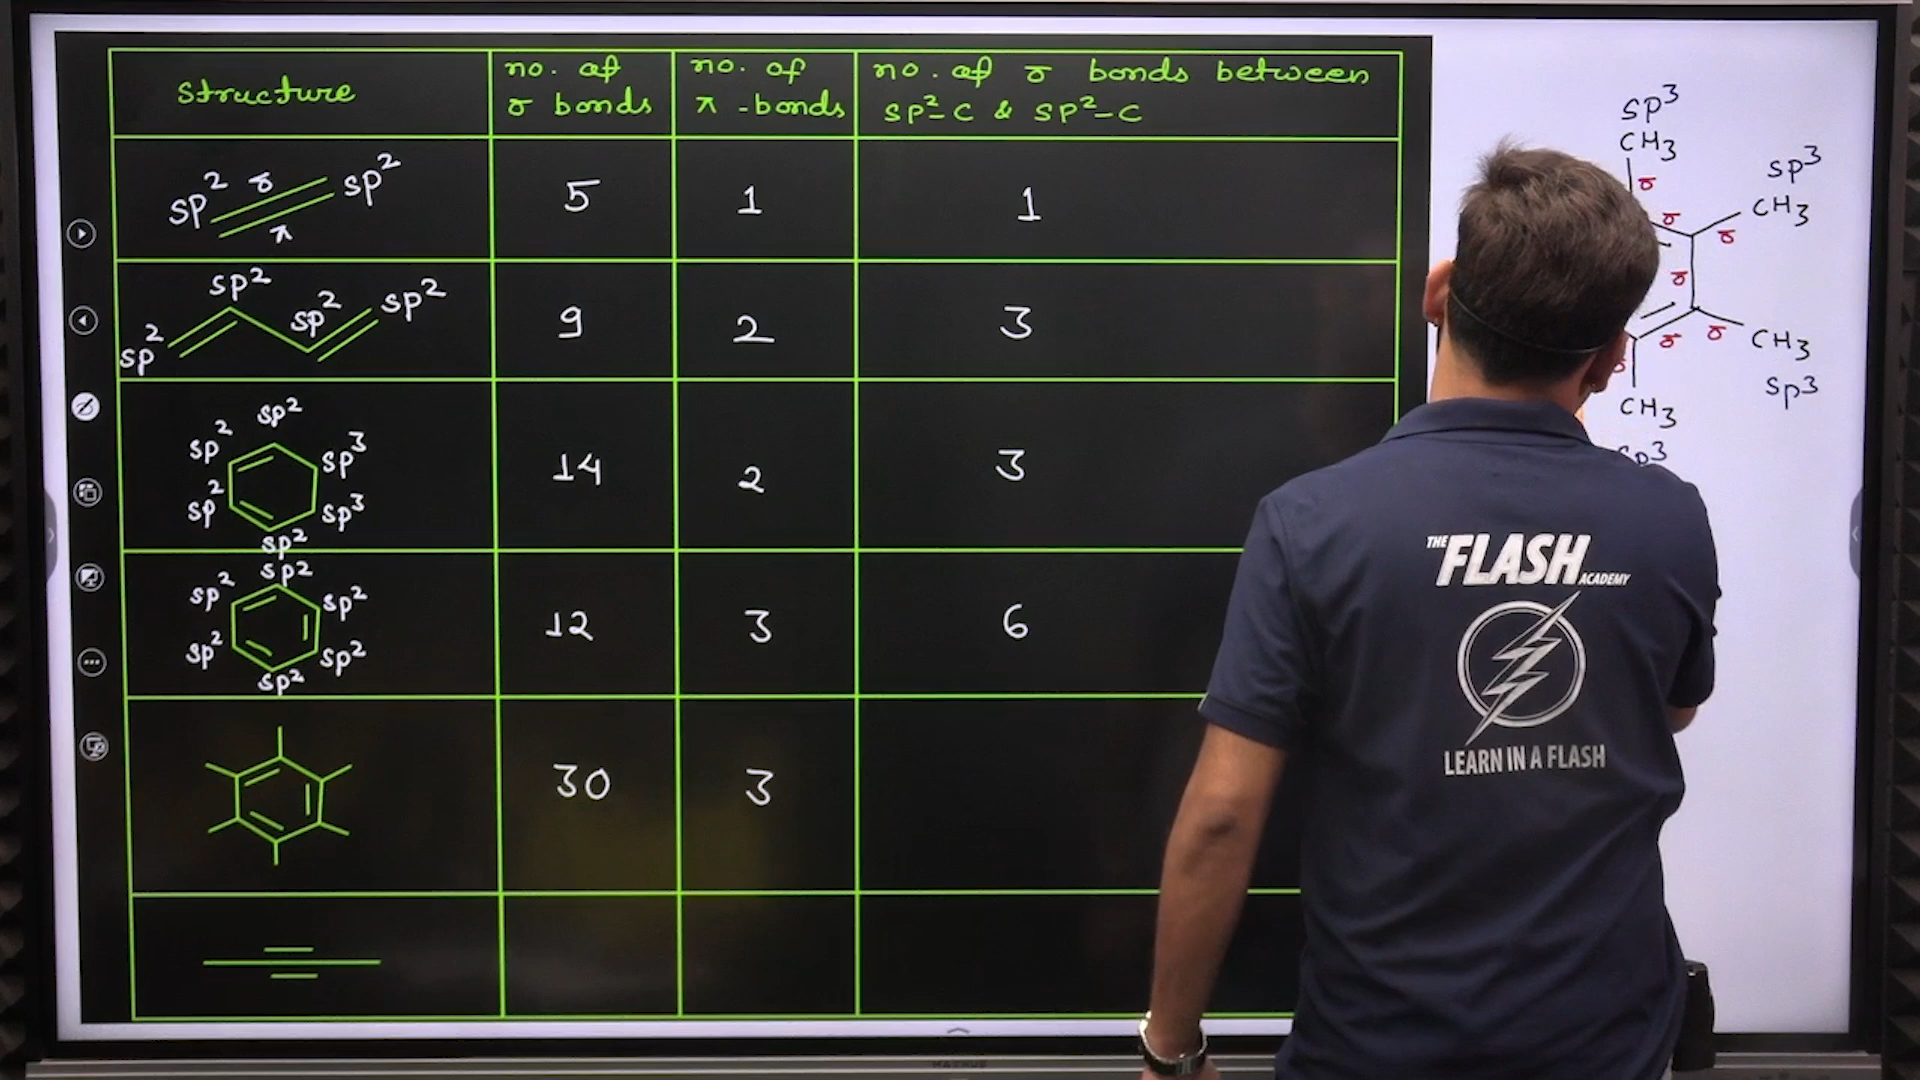 structure
no. of
σ bonds
no. of
π -bonds
no. of σ bonds between
SP²-C & SP²-C
sp² σ sp²
π
5
1
1
sp²
sp² sp² sp²
9
2
3
sp²
sp² sp³
sp² sp³
sp²
14
2
3
sp²
sp² sp²
sp² sp²
sp²
12
3
6
30
3
sp³
CH3
σ
sp³
CH3
σ σ
σ
σ σ CH3
sp3
σ
CH3
sp3
THE FLASH ACADEMY
LEARN IN A FLASH